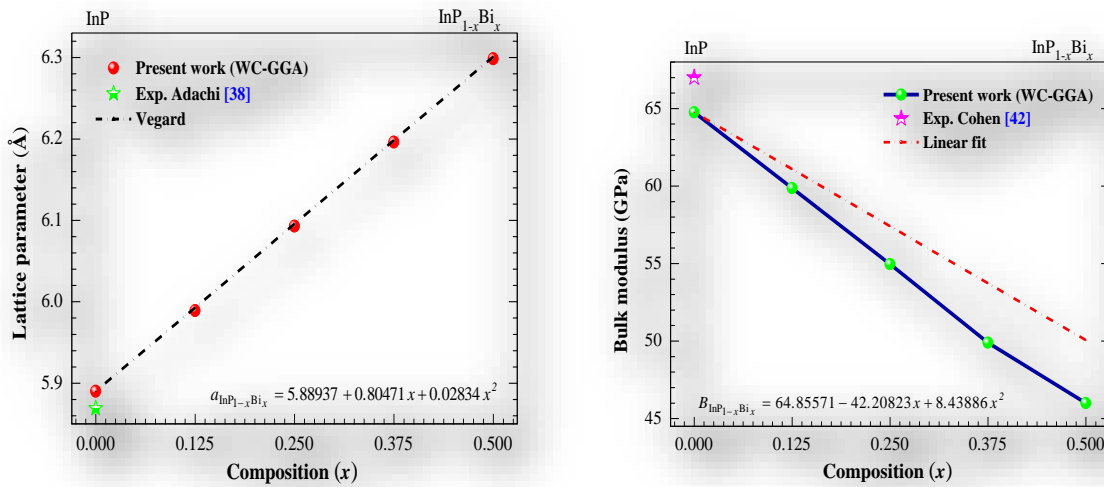 InP
InP1-xBix
6.3
6.2
6.1
6.0
5.9
Lattice parameter (Å)
Present work (WC-GGA)
Exp. Adachi [38]
Vegard
aInP1−xBix = 5.88937 + 0.80471 x + 0.02834 x²
0.000
0.125
0.250
0.375
0.500
Composition (x)
InP
InP1-xBix
65
60
55
50
45
Bulk modulus (GPa)
Present work (WC-GGA)
Exp. Cohen [42]
Linear fit
BInP1−xBix = 64.85571 − 42.20823 x + 8.43886 x²
0.000
0.125
0.250
0.375
0.500
Composition (x)